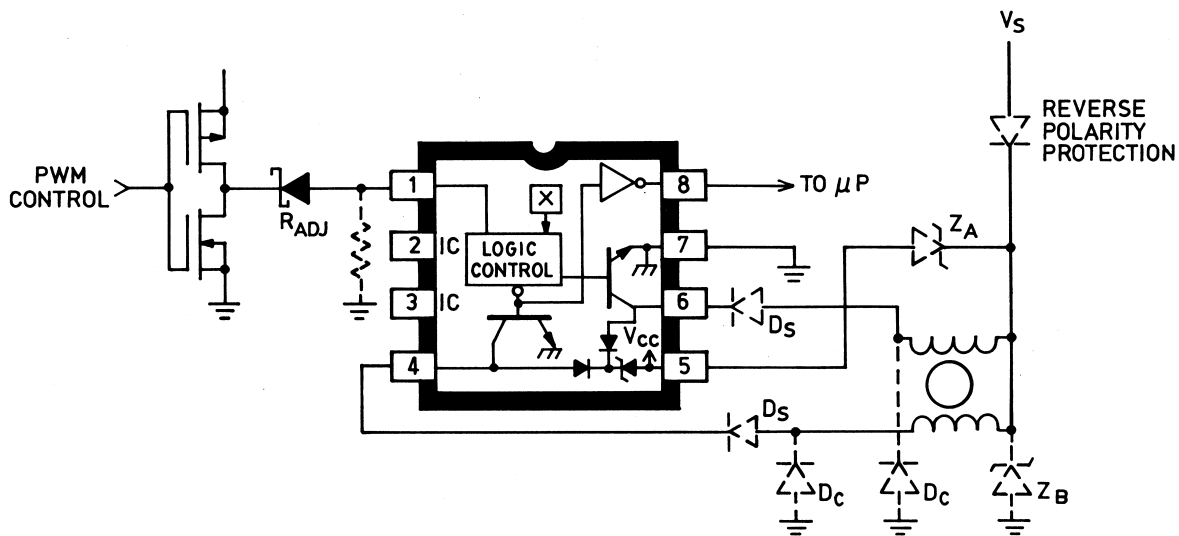 VS
REVERSE
POLARITY
PROTECTION
PWM
CONTROL
RADJ
1
2
3
4
IC
IC
X
LOGIC
CONTROL
VCC
8
7
6
5
TO μP
ZA
DS
DS
DC
DC
ZB